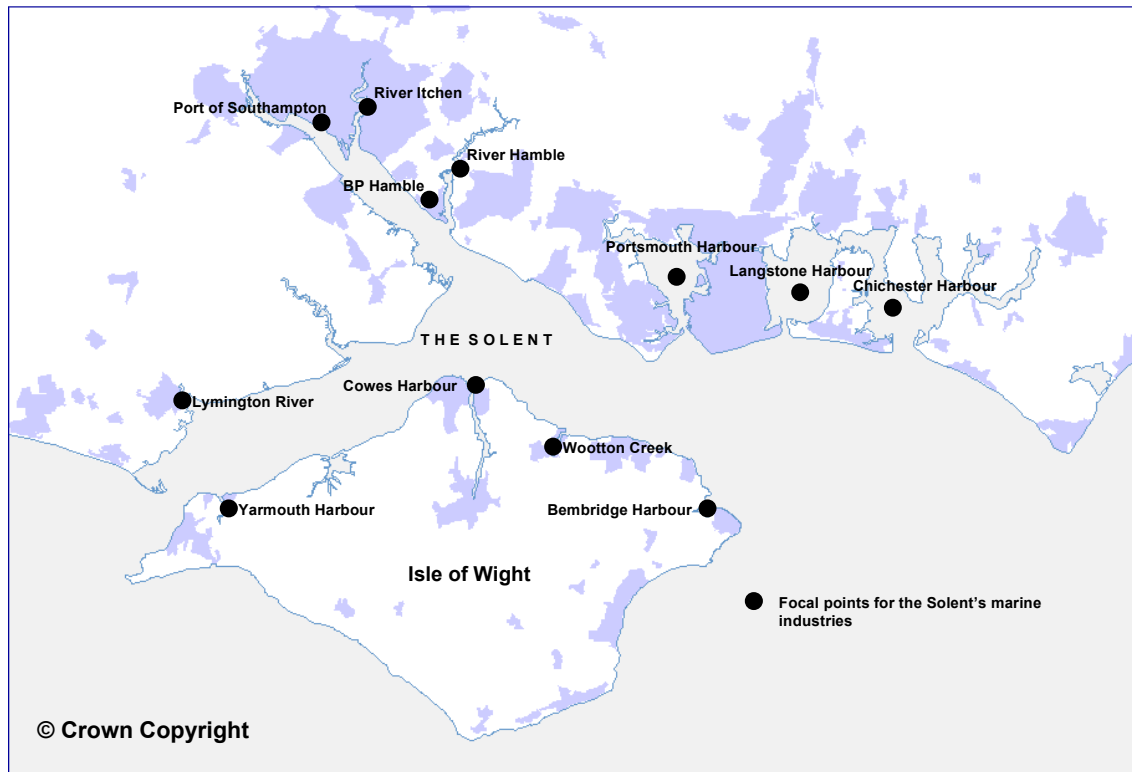 River Itchen
Port of Southampton
River Hamble
BP Hamble
Portsmouth Harbour
Langstone Harbour
Chichester Harbour
THE SOLENT
Cowes Harbour
Lymington River
Wootton Creek
Yarmouth Harbour
Bembridge Harbour
Isle of Wight
Focal points for the Solent’s marine
industries
© Crown Copyright